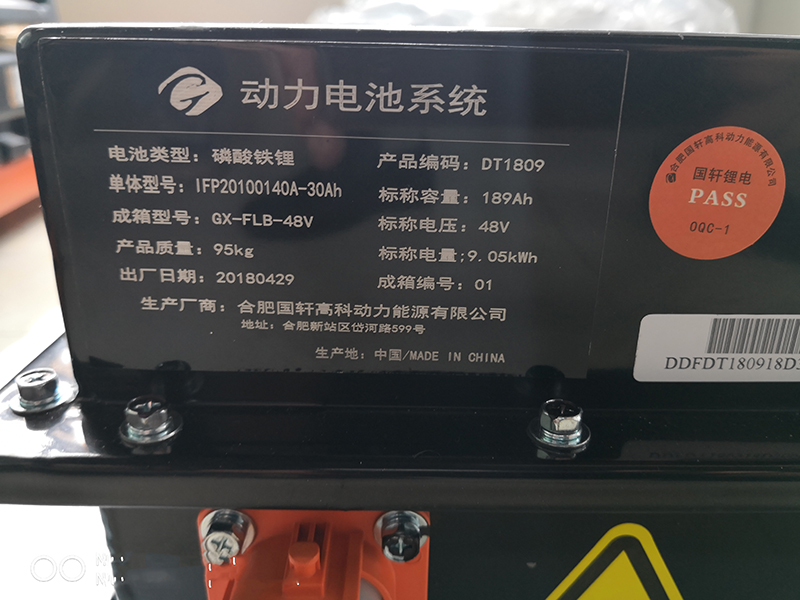 动力电池系统
电池类型：磷酸铁锂
产品编码：DT1809
单体型号：IFP20100140A-30Ah
标称容量：189Ah
成箱型号：GX-FLB-48V
标称电压：48V
产品质量：95kg
标称电量;9.05kWh
出厂日期：20180429
成箱编号：01
生产厂商：合肥国轩高科动力能源有限公司
地址：合肥新站区岱河路599号
生产地：中国/MADE IN CHINA
合肥国轩高科动力能源有限公司
国轩锂电
PASS
OQC-1
DDFDT180918D